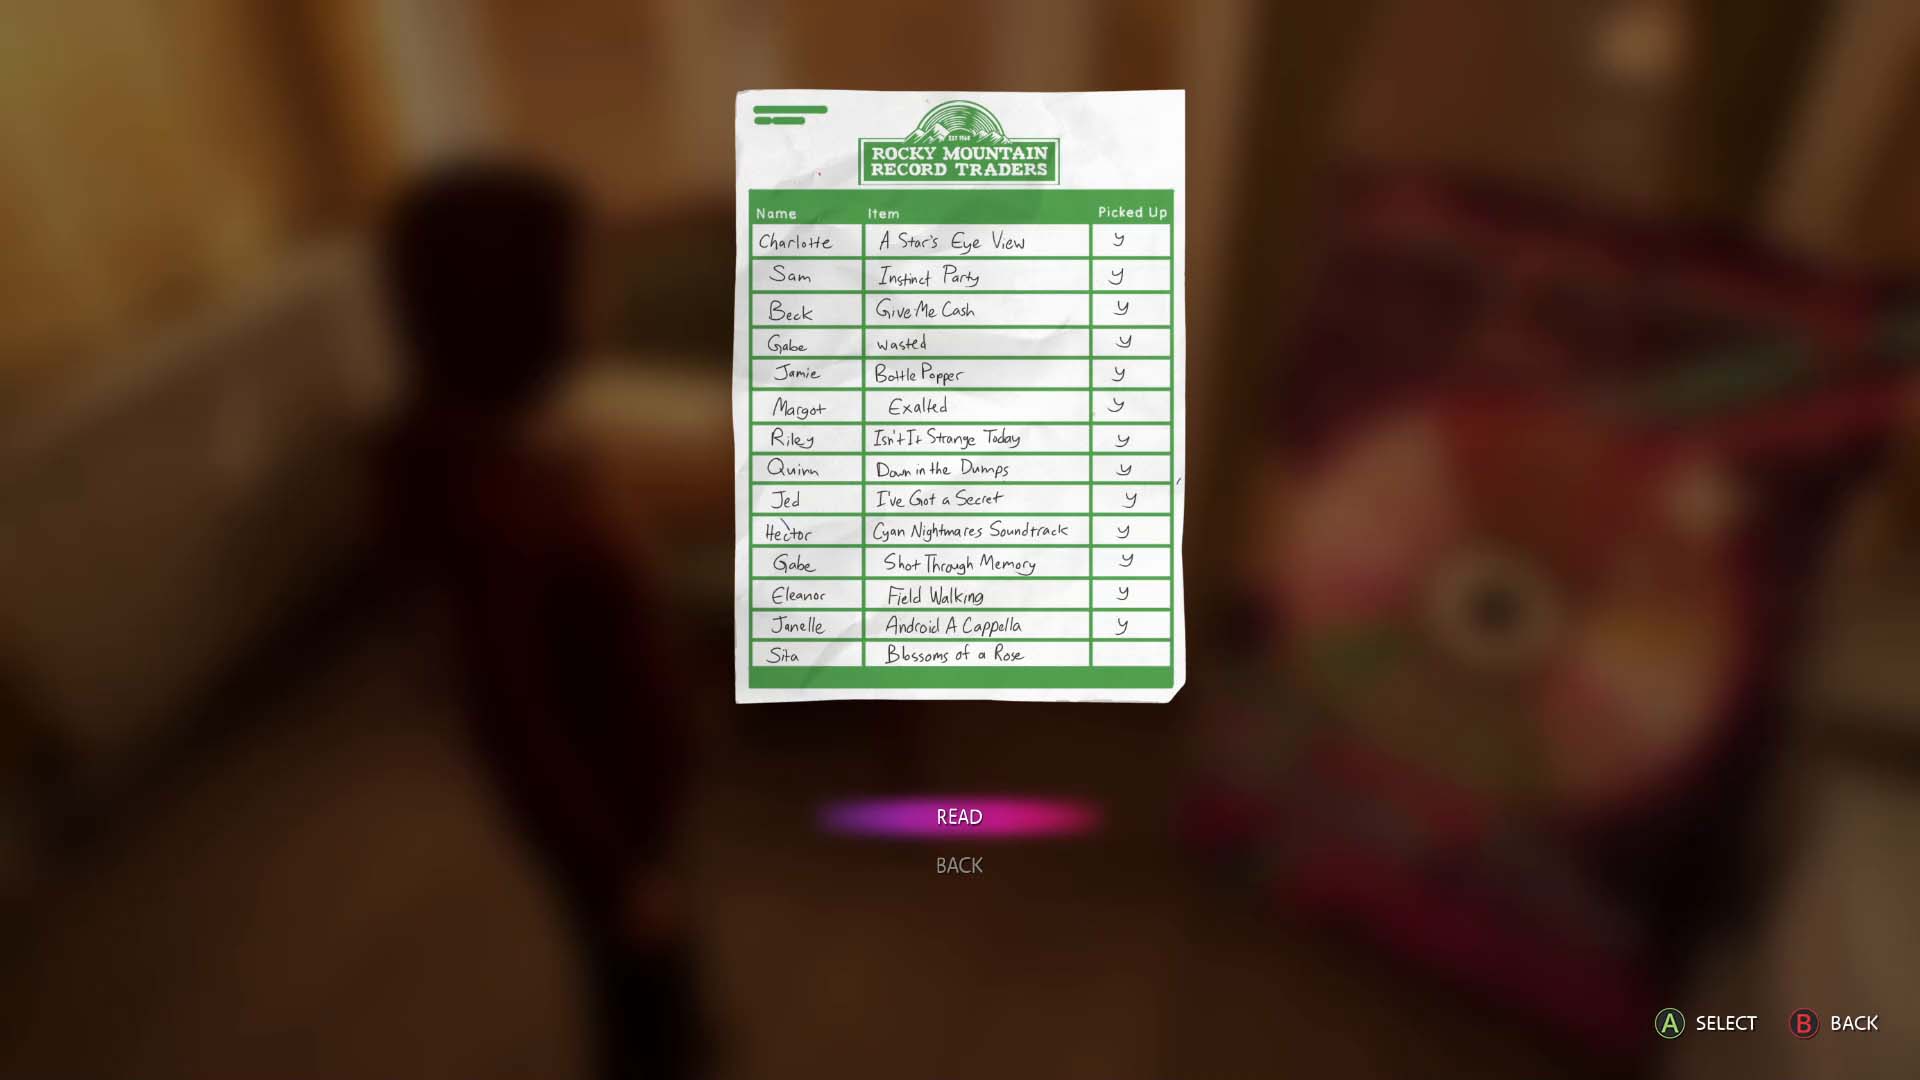 EST 1968
ROCKY MOUNTAIN
RECORD TRADERS
Name Item Picked Up
Charlotte A Star's Eye View y
Sam Instinct Party y
Beck Give Me Cash y
Gabe wasted y
Jamie Bottle Popper y
Margot Exalted y
Riley Isn't It Strange Today y
Quinn Down in the Dumps y
Jed I've Got a Secret y
Hector Cyan Nightmares Soundtrack y
Gabe Shot Through Memory y
Eleanor Field Walking y
Janelle Android A Cappella y
Sita Blossoms of a Rose
READ
BACK
A SELECT B BACK